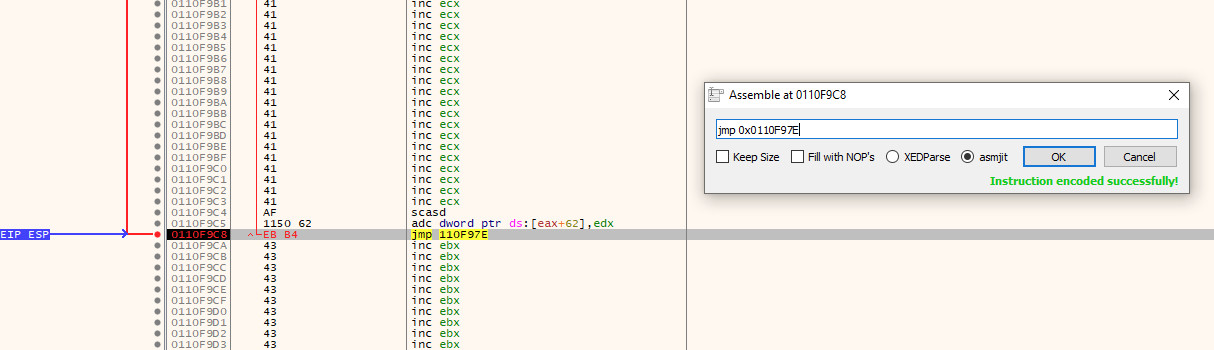 0110F9B1 41 inc ecx
0110F9B2 41 inc ecx
0110F9B3 41 inc ecx
0110F9B4 41 inc ecx
0110F9B5 41 inc ecx
0110F9B6 41 inc ecx
0110F9B7 41 inc ecx
0110F9B8 41 inc ecx
0110F9B9 41 inc ecx
0110F9BA 41 inc ecx
0110F9BB 41 inc ecx
0110F9BC 41 inc ecx
0110F9BD 41 inc ecx
0110F9BE 41 inc ecx
0110F9BF 41 inc ecx
0110F9C0 41 inc ecx
0110F9C1 41 inc ecx
0110F9C2 41 inc ecx
0110F9C3 41 inc ecx
0110F9C4 AF scasd
0110F9C5 1150 62 adc dword ptr ds:[eax+62],edx
EIP ESP 0110F9C8 EB B4 jmp 110F97E
0110F9CA 43 inc ebx
0110F9CB 43 inc ebx
0110F9CC 43 inc ebx
0110F9CD 43 inc ebx
0110F9CE 43 inc ebx
0110F9CF 43 inc ebx
0110F9D0 43 inc ebx
0110F9D1 43 inc ebx
0110F9D2 43 inc ebx
0110F9D3 43 inc ebx
Assemble at 0110F9C8
jmp 0x0110F97E
Keep Size Fill with NOP's XEDParse asmjit OK Cancel
Instruction encoded successfully!